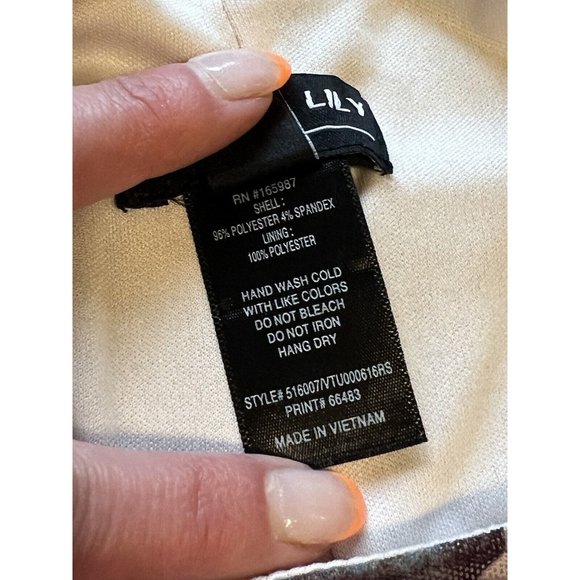 LILY
RN #165987
SHELL :
96% POLYESTER 4% SPANDEX
LINING :
100% POLYESTER
HAND WASH COLD
WITH LIKE COLORS
DO NOT BLEACH
DO NOT IRON
HANG DRY
STYLE# 516007/VTU000616RS
PRINT# 66483
MADE IN VIETNAM